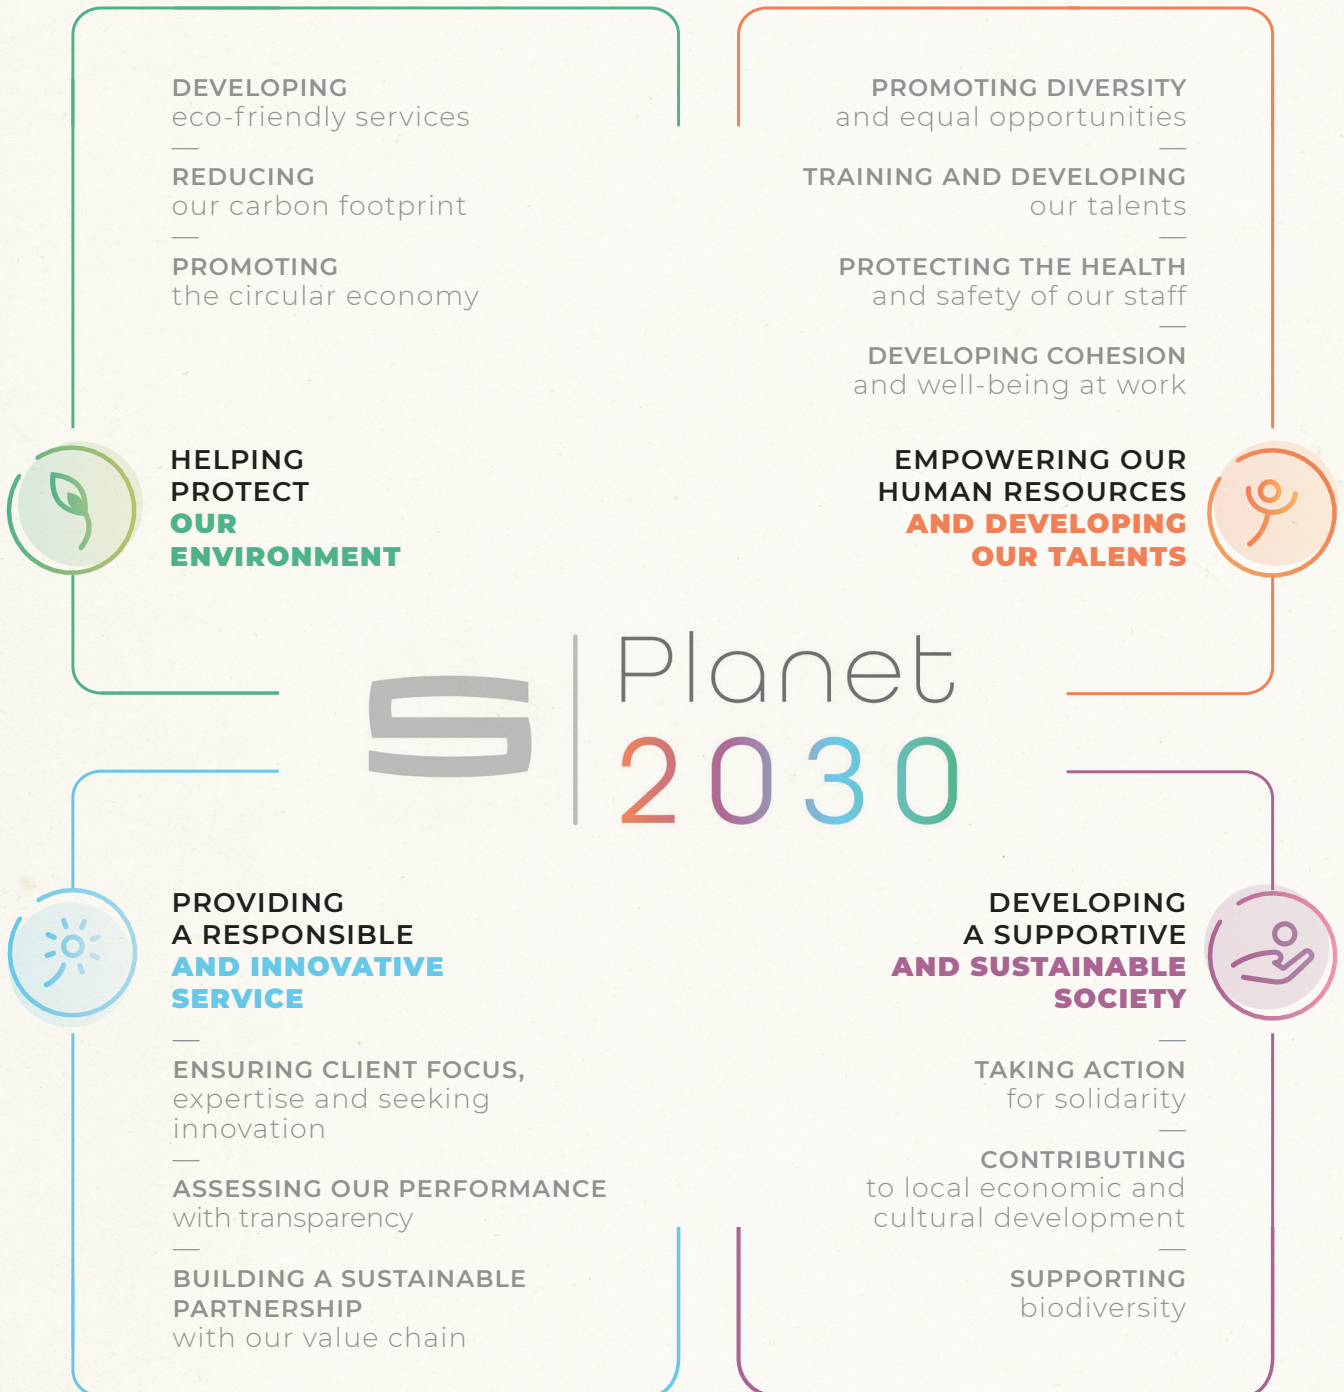 DEVELOPING
eco-friendly services
—
REDUCING
our carbon footprint
—
PROMOTING
the circular economy
HELPING
PROTECT
OUR
ENVIRONMENT
PROMOTING DIVERSITY
and equal opportunities
—
TRAINING AND DEVELOPING
our talents
—
PROTECTING THE HEALTH
and safety of our staff
—
DEVELOPING COHESION
and well-being at work
EMPOWERING OUR
HUMAN RESOURCES
AND DEVELOPING
OUR TALENTS
S
Planet
2030
PROVIDING
A RESPONSIBLE
AND INNOVATIVE
SERVICE
—
ENSURING CLIENT FOCUS,
expertise and seeking
innovation
—
ASSESSING OUR PERFORMANCE
with transparency
—
BUILDING A SUSTAINABLE
PARTNERSHIP
with our value chain
DEVELOPING
A SUPPORTIVE
AND SUSTAINABLE
SOCIETY
—
TAKING ACTION
for solidarity
—
CONTRIBUTING
to local economic and
cultural development
—
SUPPORTING
biodiversity